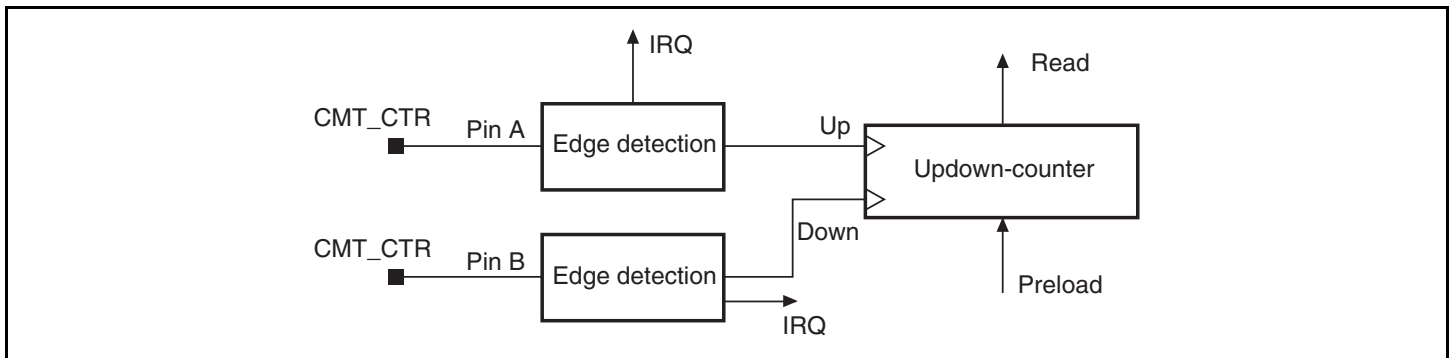 IRQ
Read
CMT_CTR
Pin A
Edge detection
Up
Updown-counter
CMT_CTR
Pin B
Edge detection
Down
Preload
IRQ